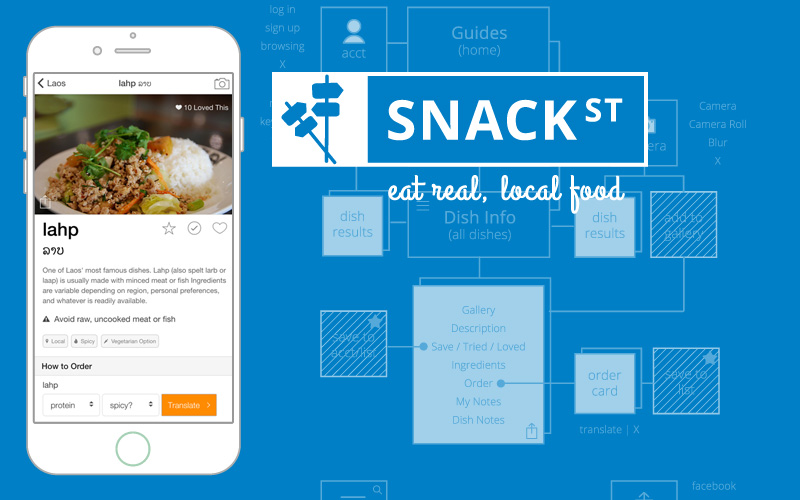 Laos
lahp ລາບ
10 Loved This
lahp
ລາບ
One of Laos' most famous dishes. Lahp (also spelt larb or
laap) is usually made with minced meat or fish Ingredients
are variable depending on region, personal preferences,
and whatever is readily available.
Avoid raw, uncooked meat or fish
Local
Spicy
Vegetarian Option
How to Order
lahp
protein
spicy?
Translate
SNACK ST
eat real, local food
log in
sign up
browsing
X
acct
Guides
(home)
Camera
Camera Roll
Blur
X
dish
results
Dish Info
(all dishes)
dish
results
add to
gallery
save to
acct/list
Gallery
Description
Save / Tried / Loved
Ingredients
Order
My Notes
Dish Notes
order
card
save to
list
translate | X
facebook